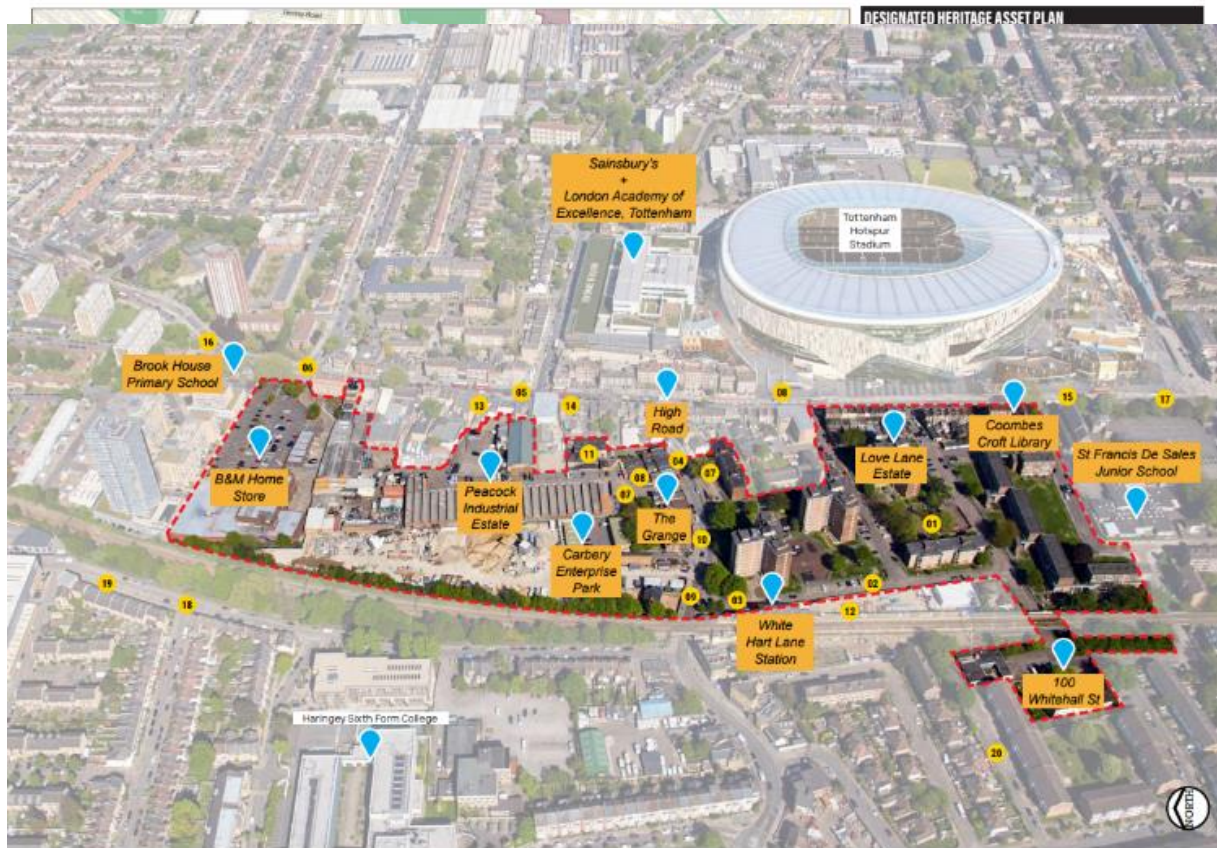 DESIGNATED HERITAGE ASSET PLAN
Sainsbury's
+
London Academy of
Excellence, Tottenham
Tottenham
Hotspur
Stadium
16
Brook House
Primary School
06
13
05
14
High
Road
08
Coombes
Croft Library
15
17
B&M Home
Store
Peacock
Industrial
Estate
11
04
08
07
07
The
Grange
Love Lane
Estate
St Francis De Sales
Junior School
Carbery
Enterprise
Park
10
01
19
18
09
03
02
12
White
Hart Lane
Station
100
Whitehall St
Haringey Sixth Form College
20
NORTH